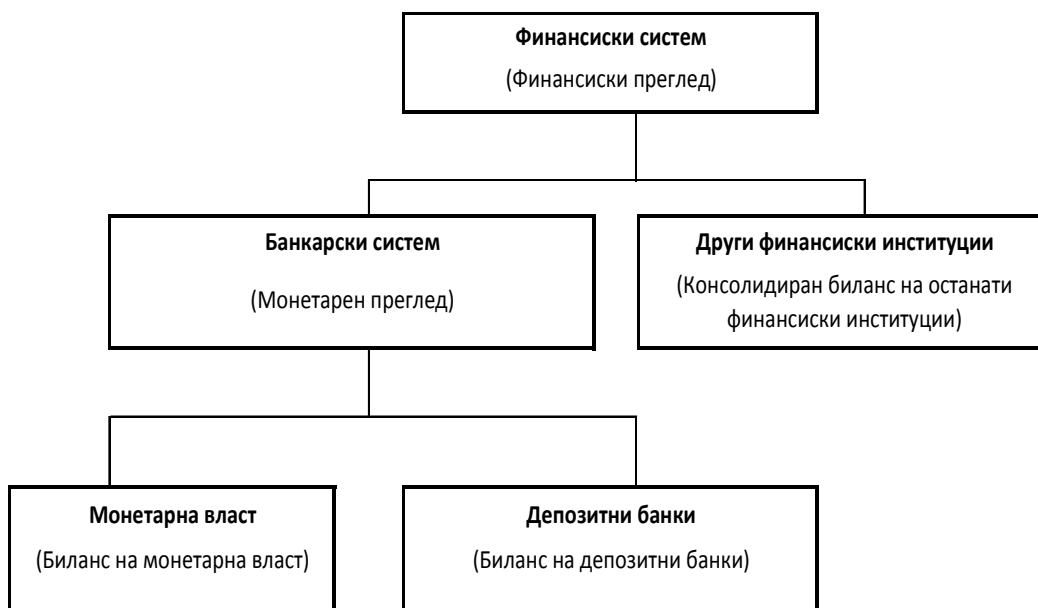 Финансиски систем
(Финансиски преглед)
Банкарски систем
(Монетарен преглед)
Други финансиски институции
(Консолидиран биланс на останати
финансиски институции)
Монетарна власт
(Биланс на монетарна власт)
Депозитни банки
(Биланс на депозитни банки)